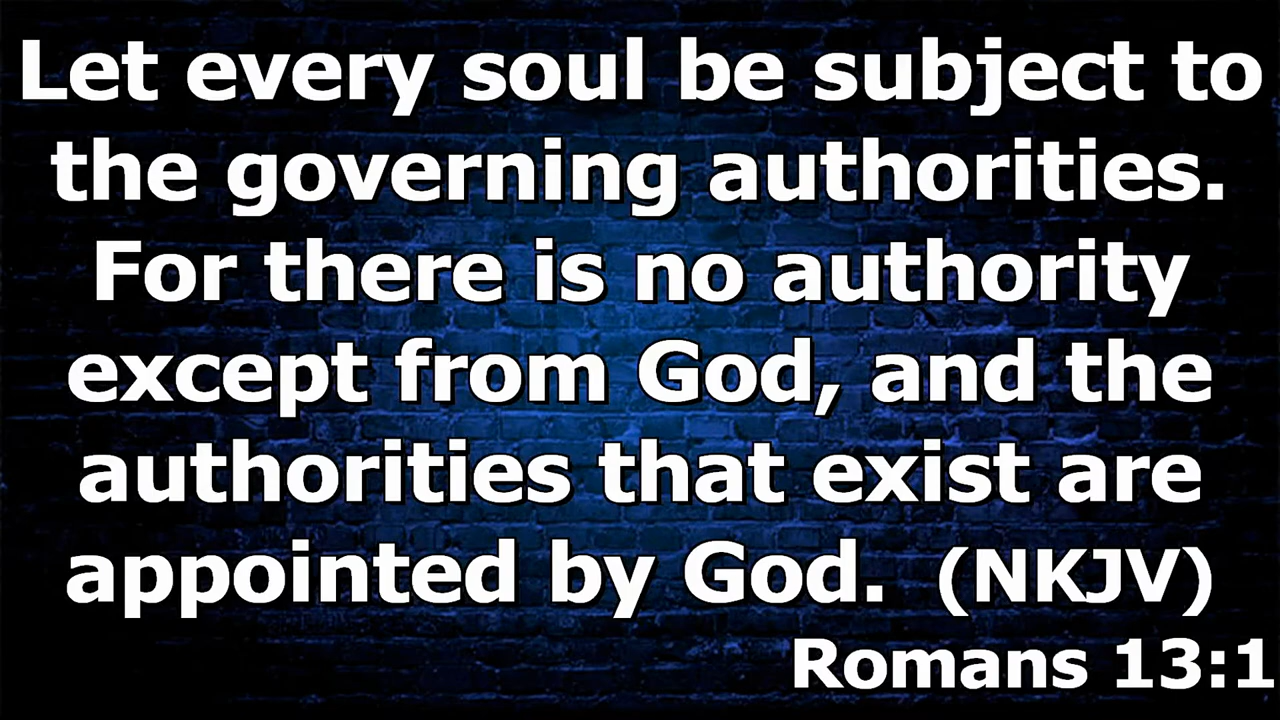 Let every soul be subject to
the governing authorities.
For there is no authority
except from God, and the
authorities that exist are
appointed by God.  (NKJV)
Romans 13:1